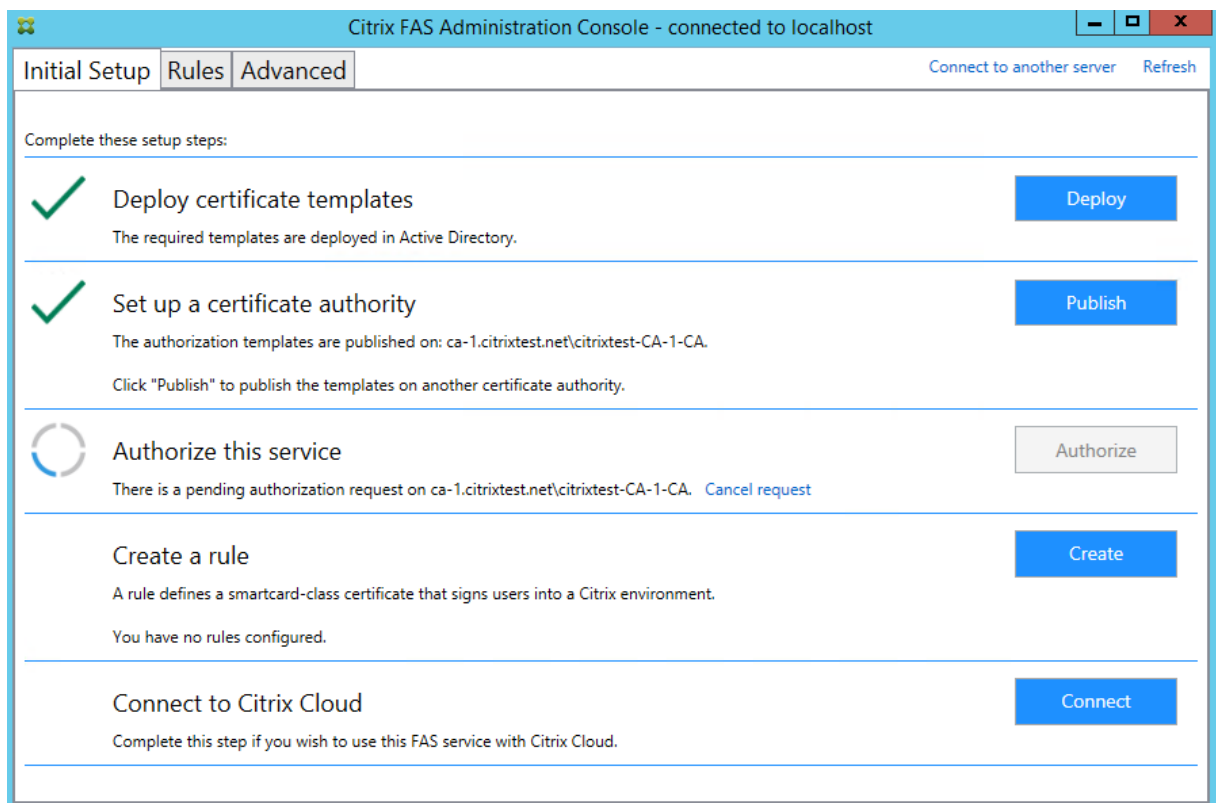 Citrix FAS Administration Console - connected to localhost
Initial Setup Rules Advanced Connect to another server Refresh
Complete these setup steps:
Deploy certificate templates Deploy
The required templates are deployed in Active Directory.
Set up a certificate authority Publish
The authorization templates are published on: ca-1.citrixtest.net\citrixtest-CA-1-CA.
Click "Publish" to publish the templates on another certificate authority.
Authorize this service Authorize
There is a pending authorization request on ca-1.citrixtest.net\citrixtest-CA-1-CA. Cancel request
Create a rule Create
A rule defines a smartcard-class certificate that signs users into a Citrix environment.
You have no rules configured.
Connect to Citrix Cloud Connect
Complete this step if you wish to use this FAS service with Citrix Cloud.